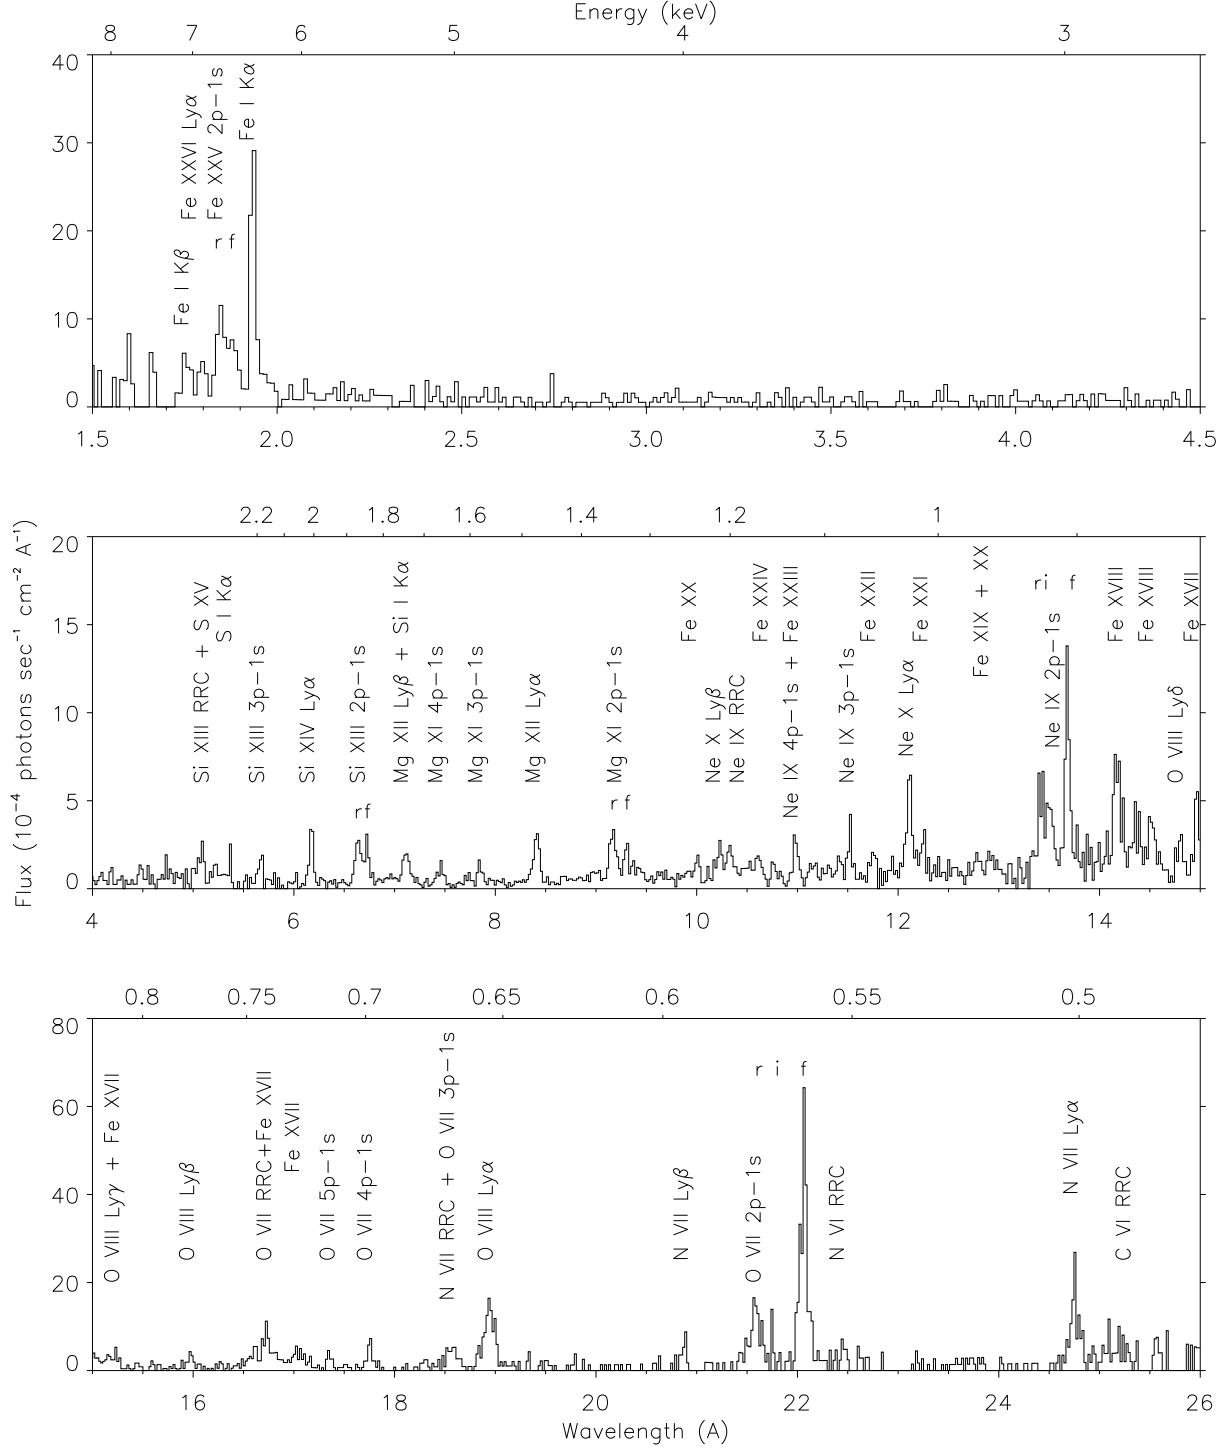 Energy (keV)
8 7 6 5 4 3
40
30
20
10
0
Fe I Kβ
Fe XXVI Lyα
Fe XXV 2p−1s
r f
Fe I Kα
1.5 2.0 2.5 3.0 3.5 4.0 4.5
2.2 2 1.8 1.6 1.4 1.2 1
Flux (10⁻⁴ photons sec⁻¹ cm⁻² A⁻¹)
20
15
10
5
0
Si XIII RRC + S XV
S I Kα
Si XIII 3p−1s
Si XIV Lyα
Si XIII 2p−1s
r f
Mg XII Lyβ + Si I Kα
Mg XI 4p−1s
Mg XI 3p−1s
Mg XII Lyα
Mg XI 2p−1s
r f
Fe XX
Ne X Lyβ
Ne IX RRC
Fe XXIV
Ne IX 4p−1s + Fe XXIII
Ne IX 3p−1s
Fe XXII
Ne X Lyα
Fe XXI
Fe XIX + XX
r i f
Ne IX 2p−1s
Fe XVIII
Fe XVIII
O VIII Lyδ
Fe XVII
4 6 8 10 12 14
0.8 0.75 0.7 0.65 0.6 0.55 0.5
80
60
40
20
0
O VIII Lyγ + Fe XVII
O VIII Lyβ
O VII RRC+Fe XVII
Fe XVII
O VII 5p−1s
O VII 4p−1s
N VII RRC + O VII 3p−1s
O VIII Lyα
N VII Lyβ
r i f
O VII 2p−1s
N VI RRC
N VII Lyα
C VI RRC
16 18 20 22 24 26
Wavelength (A)